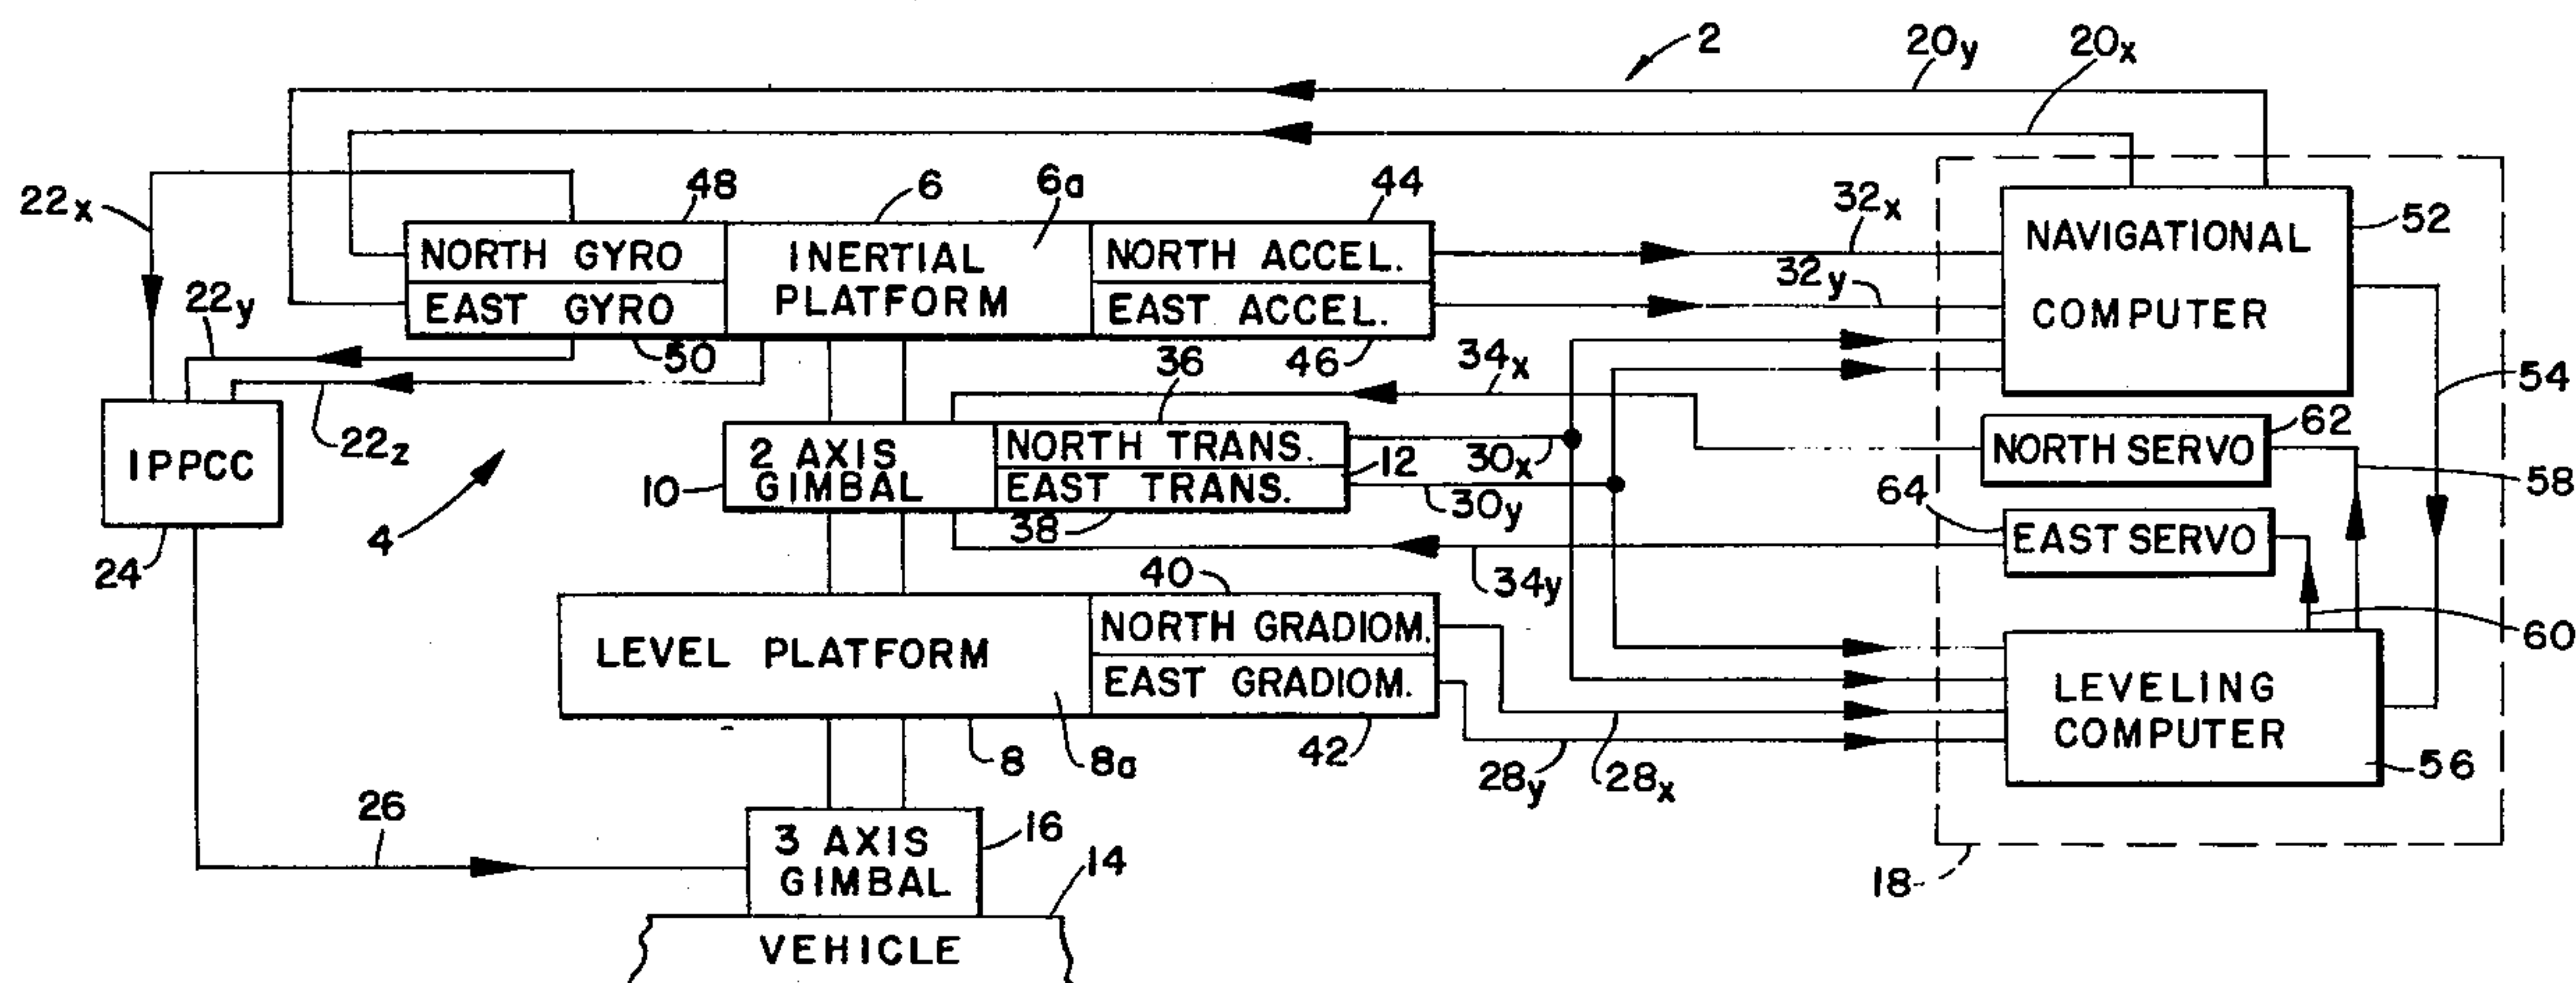 2
20y
20x
22x
48
6
6a
44
32x
52
NORTH GYRO
INERTIAL
PLATFORM
NORTH ACCEL.
EAST GYRO
EAST ACCEL.
32y
NAVIGATIONAL
COMPUTER
22y
50
36
46
34x
54
IPPCC
22z
2 AXIS
GIMBAL
NORTH TRANS.
EAST TRANS.
12
30x
NORTH SERVO
62
10
30y
58
4
38
64
EAST SERVO
24
40
34y
LEVEL PLATFORM
NORTH GRADIOM.
EAST GRADIOM.
60
LEVELING
COMPUTER
8
8a
42
28y
28x
56
26
3 AXIS
GIMBAL
16
14
18
VEHICLE